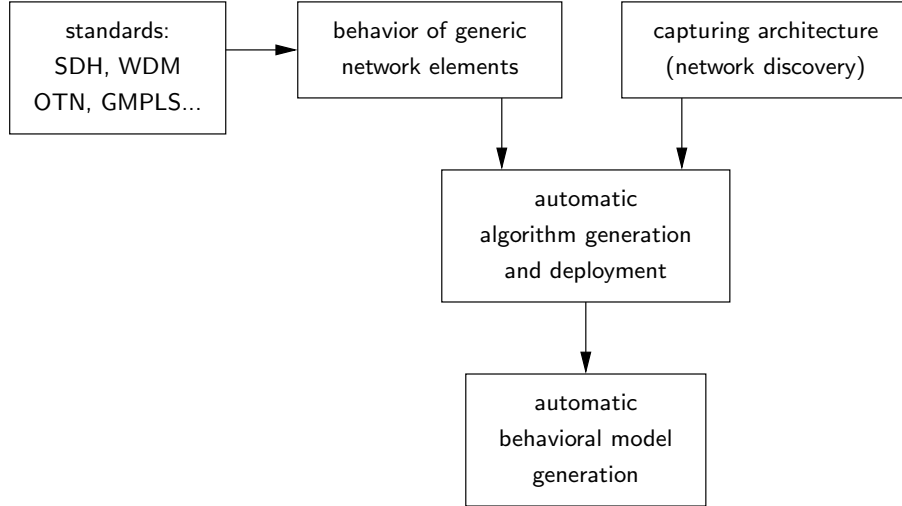 standards:
SDH, WDM
OTN, GMPLS...
behavior of generic
network elements
capturing architecture
(network discovery)
automatic
algorithm generation
and deployment
automatic
behavioral model
generation